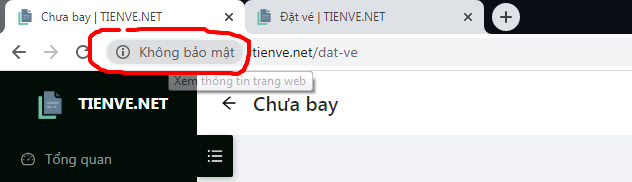 Chưa bay | TIENVE.NET
Đặt vé | TIENVE.NET
Không bảo mật tienve.net/dat-ve
Xem thông tin trang web
TIENVE.NET
Chưa bay
Tổng quan